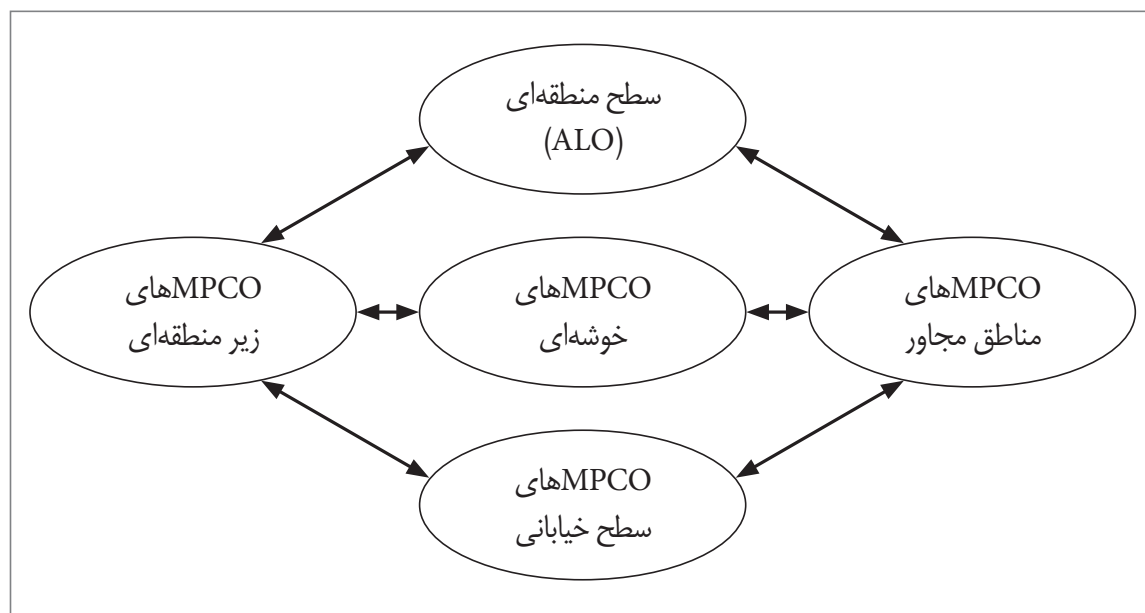 سطح منطقه‌ای
(ALO)
MPCOهای
زیر منطقه‌ای
MPCOهای
خوشه‌ای
MPCOهای
مناطق مجاور
MPCOهای
سطح خیابانی